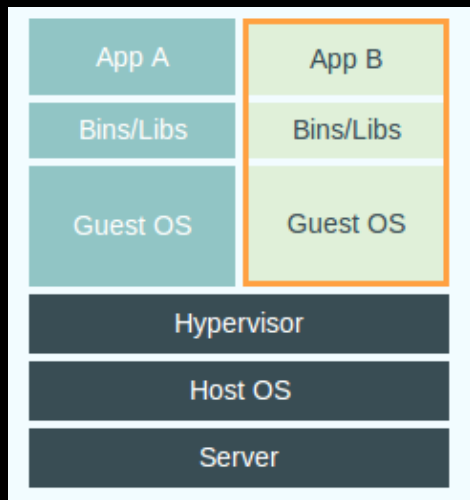 App A
App B
Bins/Libs
Bins/Libs
Guest OS
Guest OS
Hypervisor
Host OS
Server